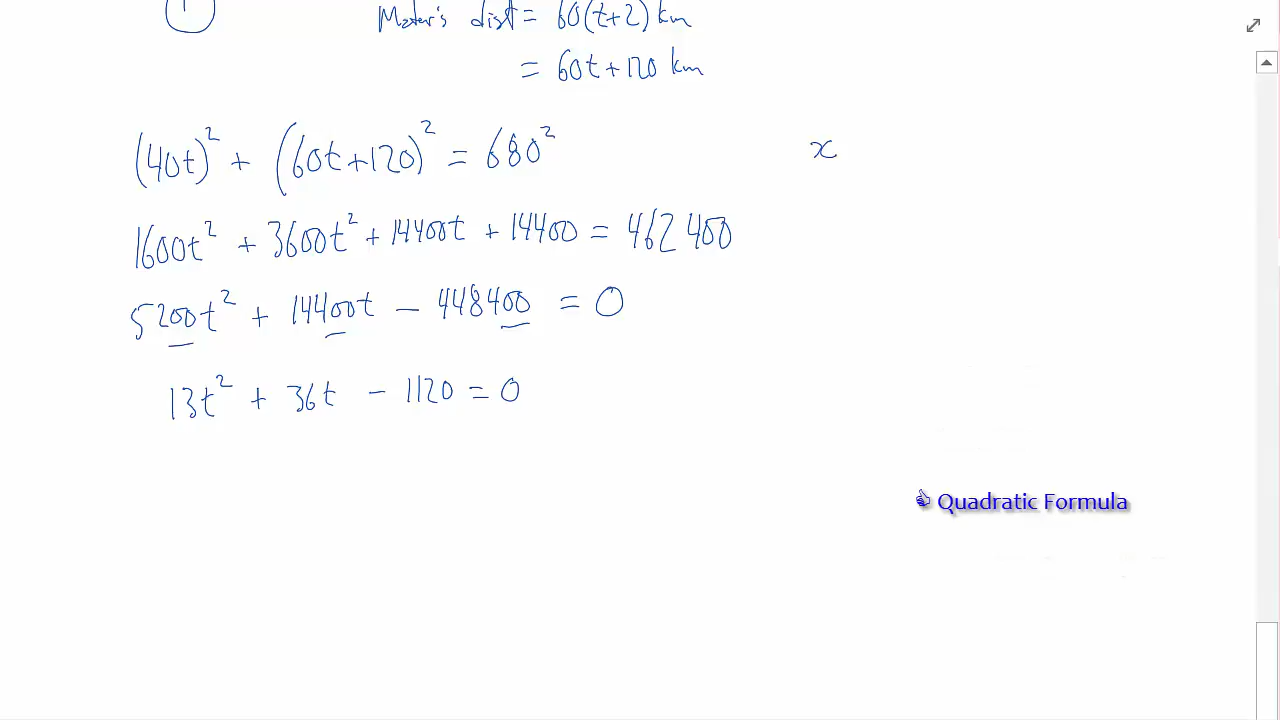 1
Mater's dist = 60(t+2) km
= 60t+120 km
(40t)² + (60t+120)² = 680²
x
1600t² + 3600t² + 14400t + 14400 = 462 400
5200t² + 14400t − 448400 = 0
13t² + 36t − 1120 = 0
Quadratic Formula